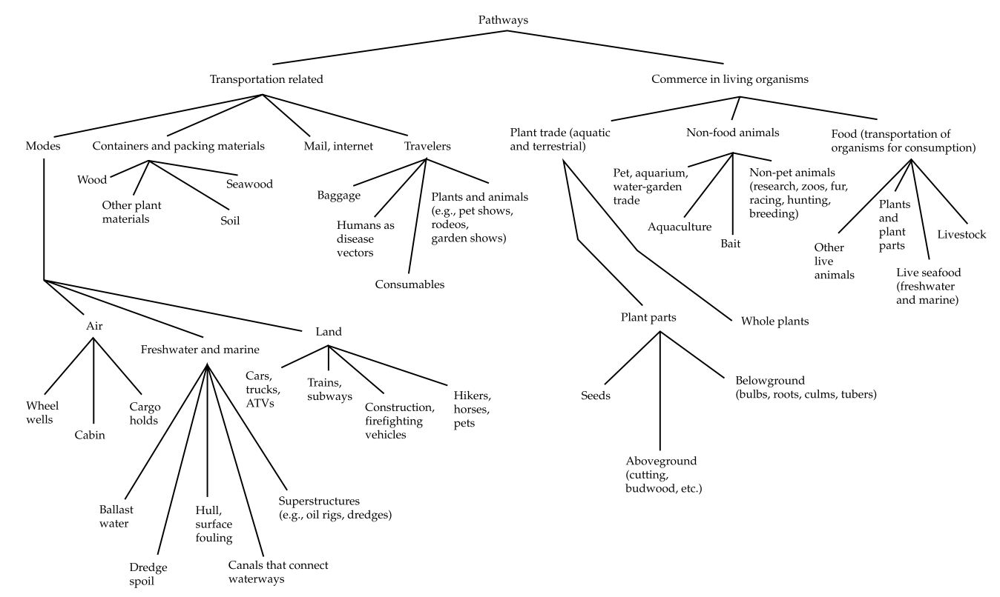 Pathways
Transportation related
Commerce in living organisms
Modes
Containers and packing materials
Mail, internet
Travelers
Plant trade (aquatic
and terrestrial)
Non-food animals
Food (transportation of
organisms for consumption)
Wood
Other plant
materials
Soil
Seawood
Baggage
Humans as
disease
vectors
Consumables
Plants and animals
(e.g., pet shows,
rodeos,
garden shows)
Pet, aquarium,
water-garden
trade
Aquaculture
Bait
Non-pet animals
(research, zoos, fur,
racing, hunting,
breeding)
Other
live
animals
Plants
and
plant
parts
Live seafood
(freshwater
and marine)
Livestock
Air
Freshwater and marine
Land
Plant parts
Whole plants
Wheel
wells
Cabin
Cargo
holds
Cars,
trucks,
ATVs
Trains,
subways
Construction,
firefighting
vehicles
Hikers,
horses,
pets
Seeds
Aboveground
(cutting,
budwood, etc.)
Belowground
(bulbs, roots, culms, tubers)
Ballast
water
Dredge
spoil
Hull,
surface
fouling
Canals that connect
waterways
Superstructures
(e.g., oil rigs, dredges)